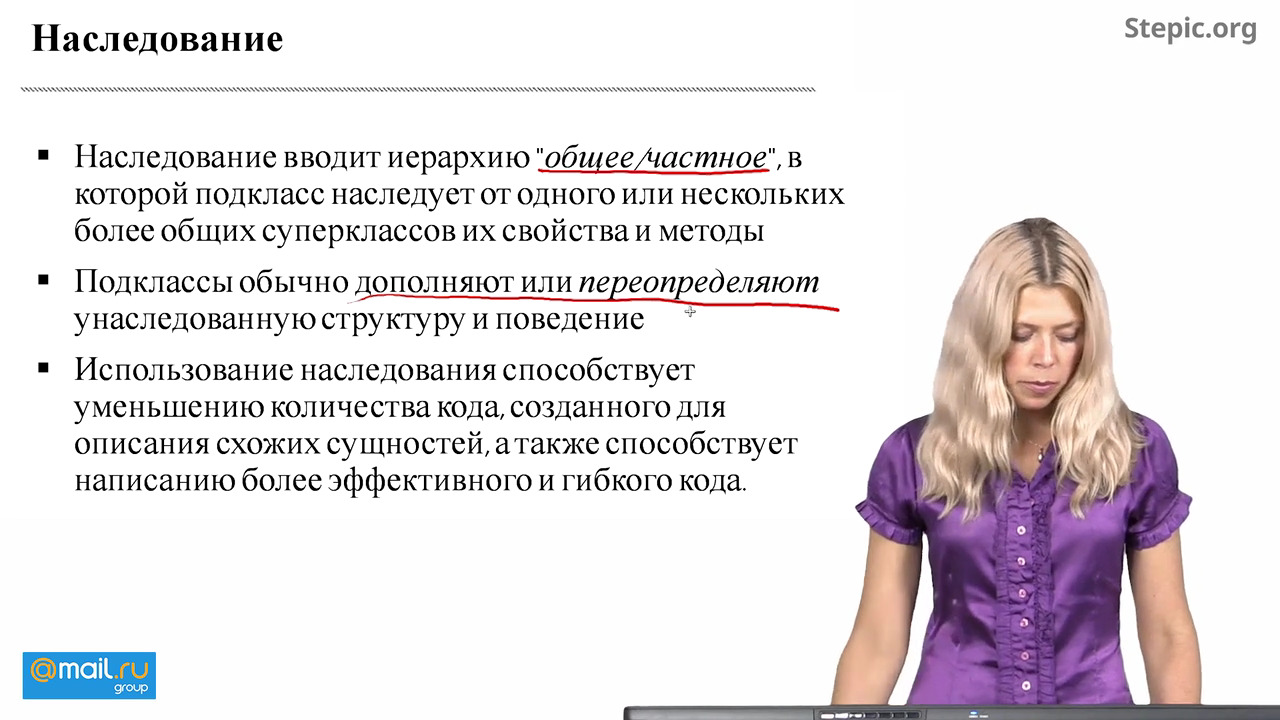 Наследование
Stepic.org
Наследование вводит иерархию "общее/частное", в
которой подкласс наследует от одного или нескольких
более общих суперклассов их свойства и методы
Подклассы обычно дополняют или переопределяют
унаследованную структуру и поведение
Использование наследования способствует
уменьшению количества кода, созданного для
описания схожих сущностей, а также способствует
написанию более эффективного и гибкого кода.
@mail.ru
group